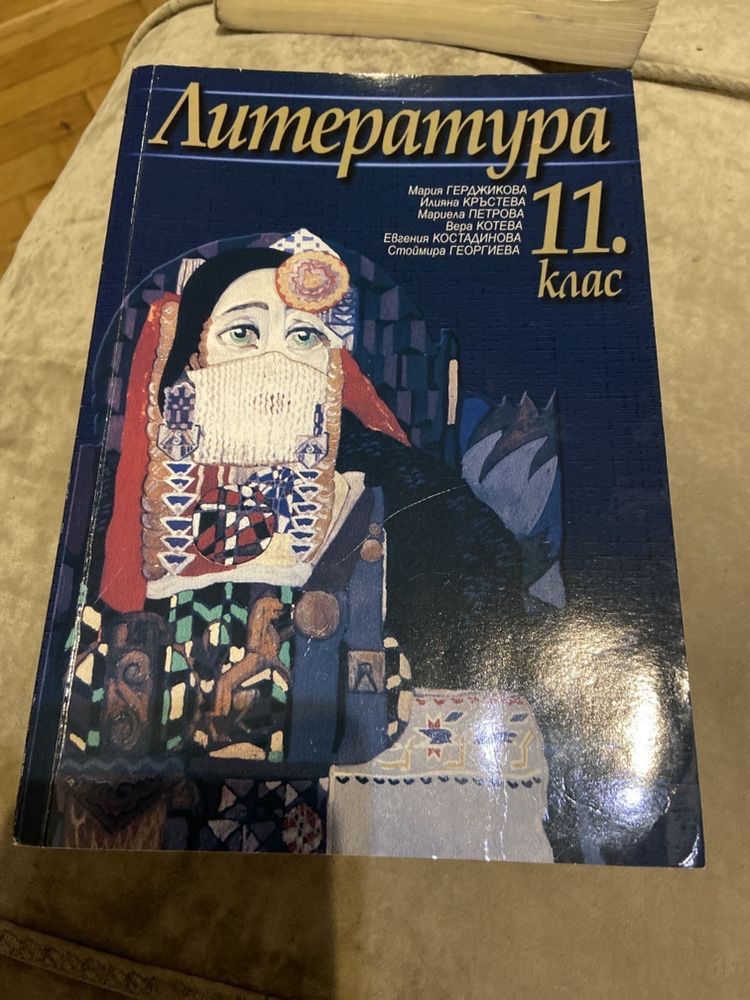 Литература
Мария ГЕРДЖИКОВА
Илияна КРЪСТЕВА
Мариела ПЕТРОВА
Вера КОТЕВА
Евгения КОСТАДИНОВА
Стоймира ГЕОРГИЕВА
11.
клас